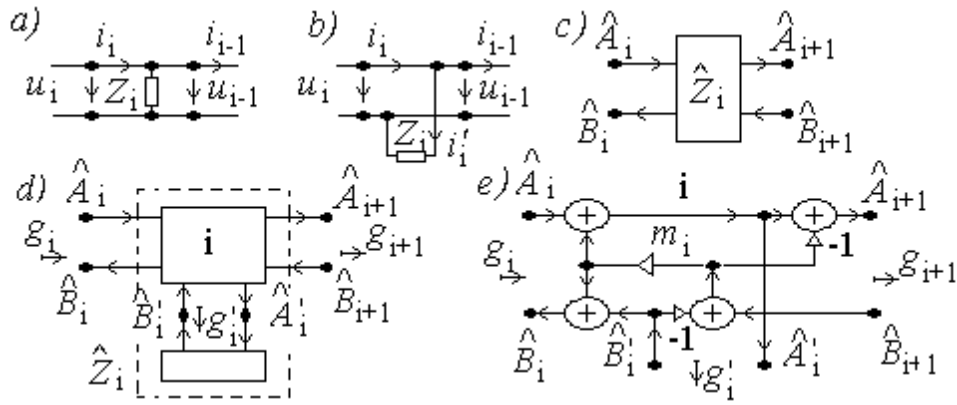 a)
i_i i_{i-1}
u_i Z_i u_{i-1}
b)
i_i i_{i-1}
u_i Z_i i'_i u_{i-1}
c)
Â_i Â_{i+1}
Ẑ_i
B̂_i B̂_{i+1}
d)
Â_i Â_{i+1}
g_i i g_{i+1}
B̂_i B̂'_i g'_i Â'_i B̂_{i+1}
Ẑ_i
e)
Â_i i Â_{i+1}
+ +
g_i m_i -1 g_{i+1}
+ +
B̂_i B̂'_i -1 g'_i Â'_i B̂_{i+1}